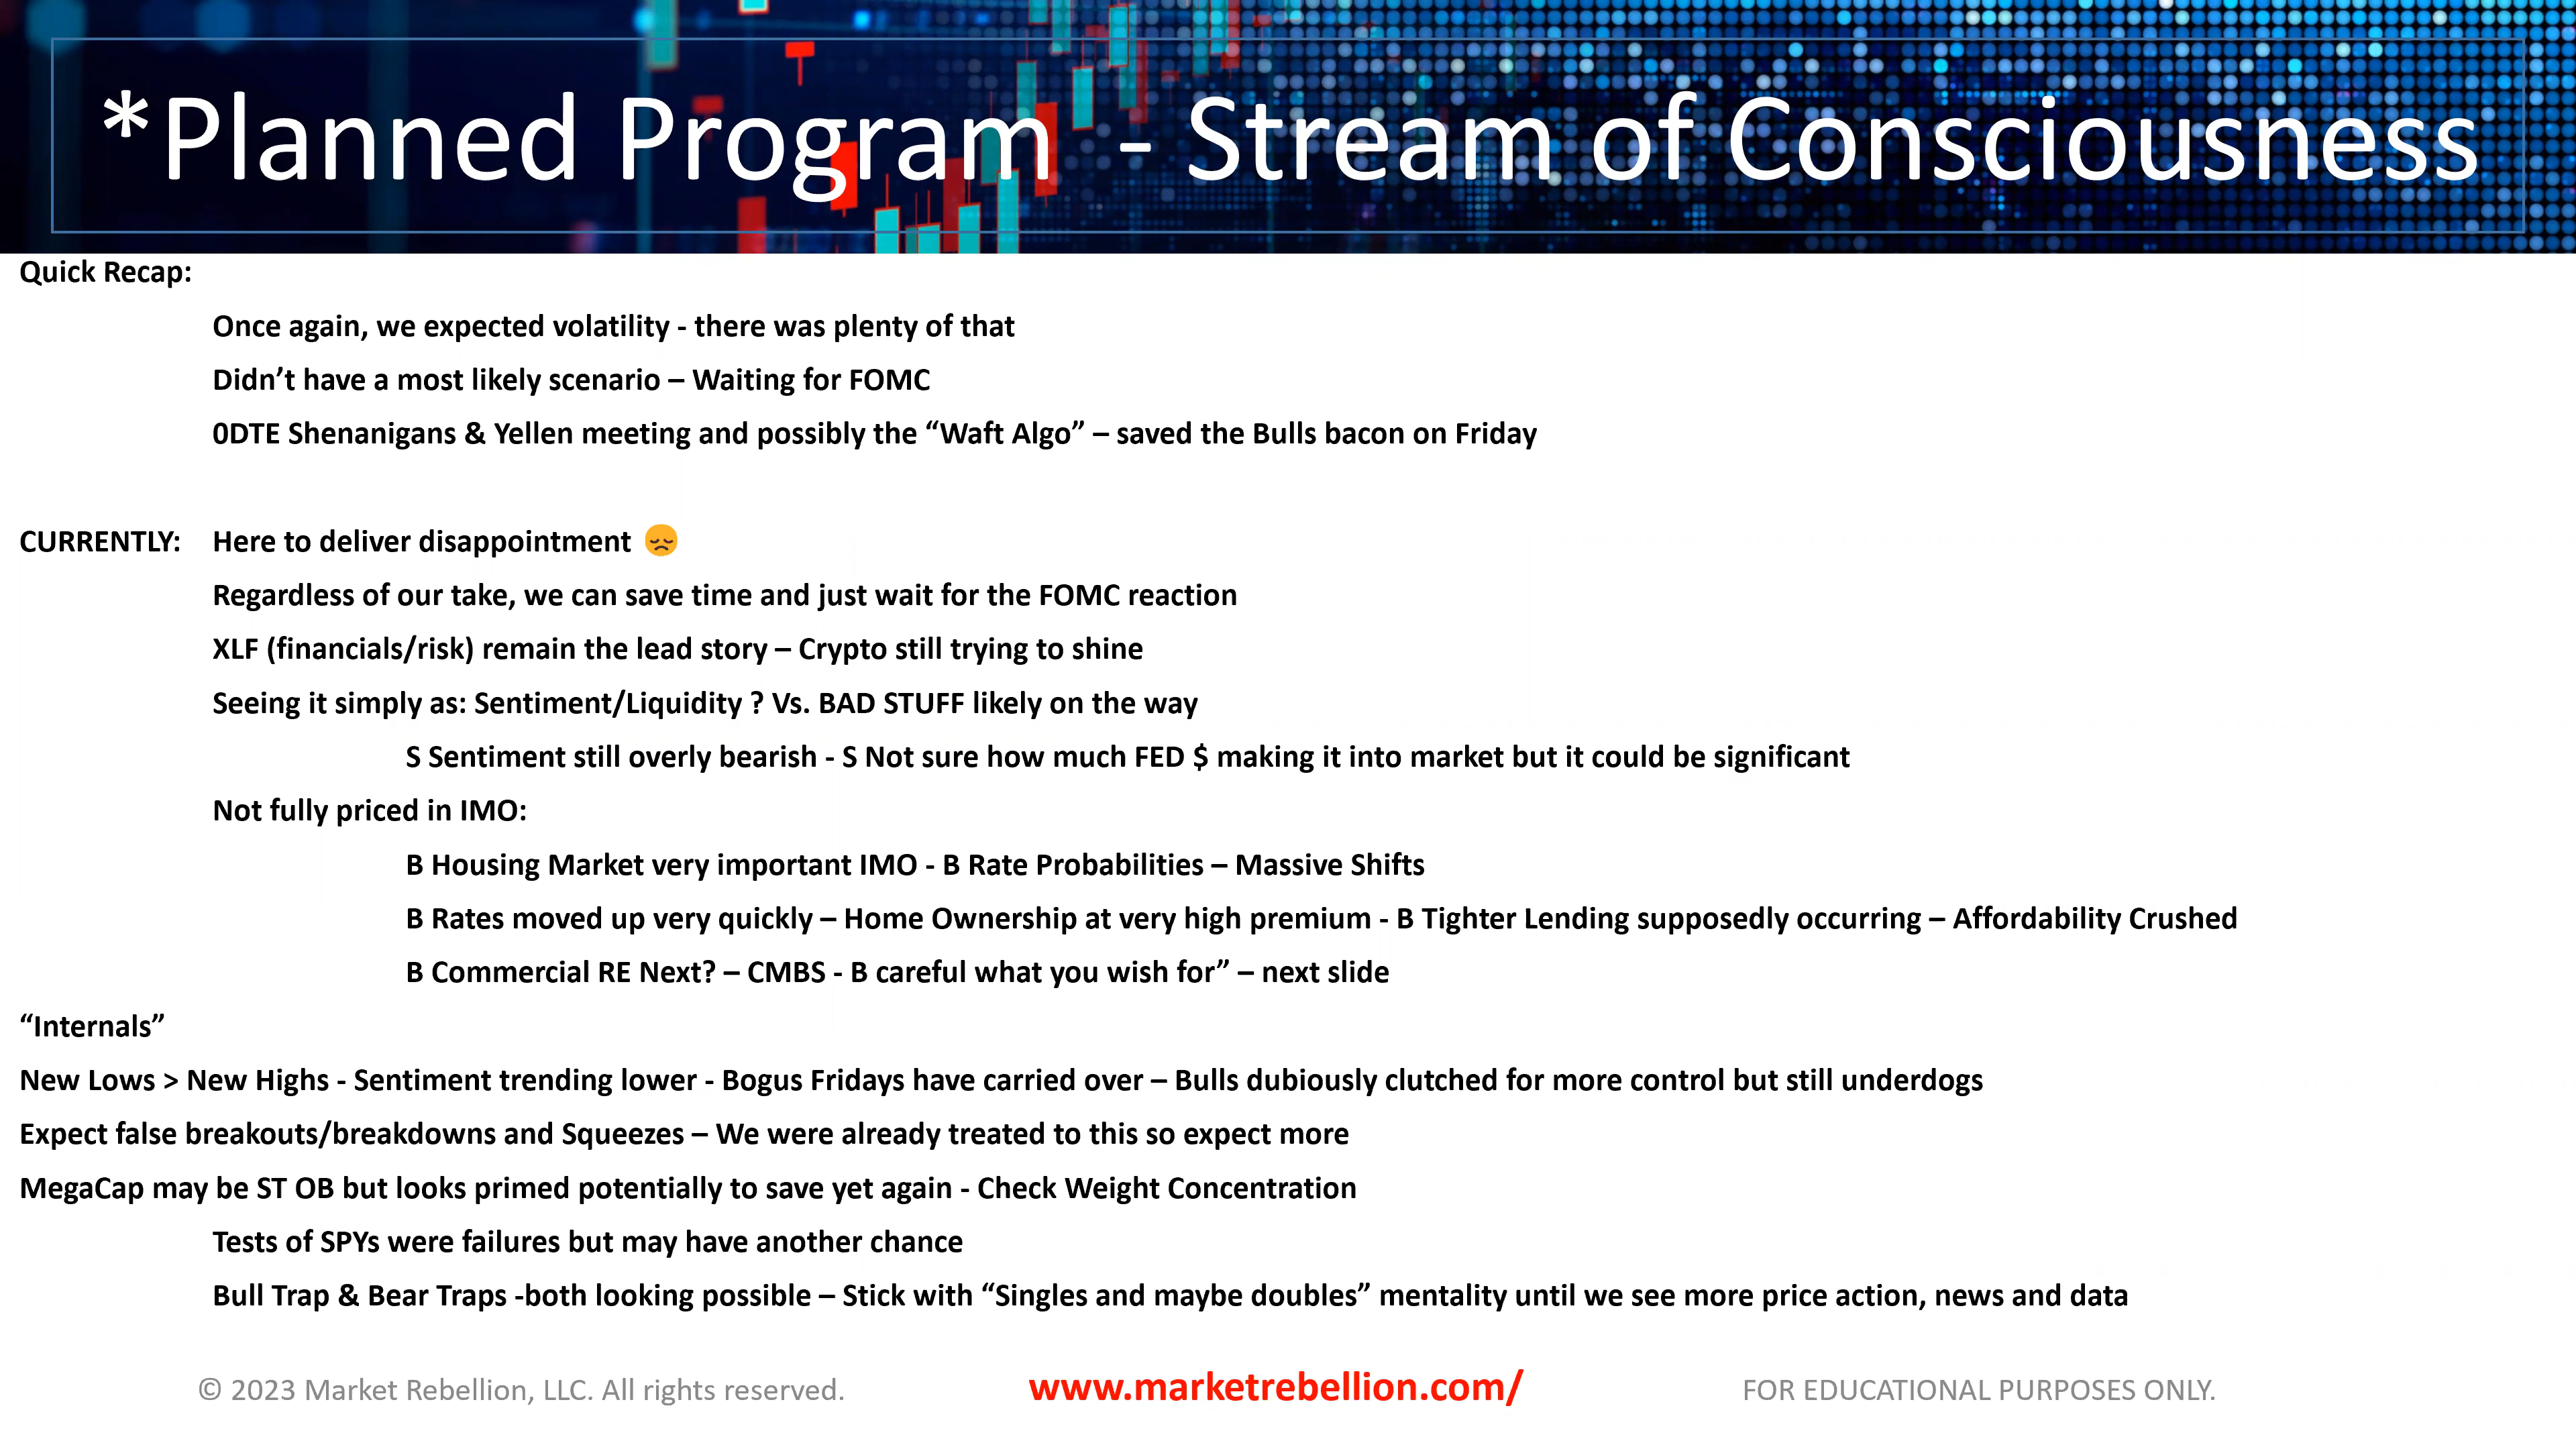 *Planned Program - Stream of Consciousness
Quick Recap:
Once again, we expected volatility - there was plenty of that
Didn’t have a most likely scenario – Waiting for FOMC
0DTE Shenanigans & Yellen meeting and possibly the “Waft Algo” – saved the Bulls bacon on Friday
CURRENTLY: Here to deliver disappointment 😞
Regardless of our take, we can save time and just wait for the FOMC reaction
XLF (financials/risk) remain the lead story – Crypto still trying to shine
Seeing it simply as: Sentiment/Liquidity ? Vs. BAD STUFF likely on the way
S Sentiment still overly bearish - S Not sure how much FED $ making it into market but it could be significant
Not fully priced in IMO:
B Housing Market very important IMO - B Rate Probabilities – Massive Shifts
B Rates moved up very quickly – Home Ownership at very high premium - B Tighter Lending supposedly occurring – Affordability Crushed
B Commercial RE Next? – CMBS - B careful what you wish for” – next slide
“Internals”
New Lows > New Highs - Sentiment trending lower - Bogus Fridays have carried over – Bulls dubiously clutched for more control but still underdogs
Expect false breakouts/breakdowns and Squeezes – We were already treated to this so expect more
MegaCap may be ST OB but looks primed potentially to save yet again - Check Weight Concentration
Tests of SPYs were failures but may have another chance
Bull Trap & Bear Traps -both looking possible – Stick with “Singles and maybe doubles” mentality until we see more price action, news and data
© 2023 Market Rebellion, LLC. All rights reserved. www.marketrebellion.com/ FOR EDUCATIONAL PURPOSES ONLY.